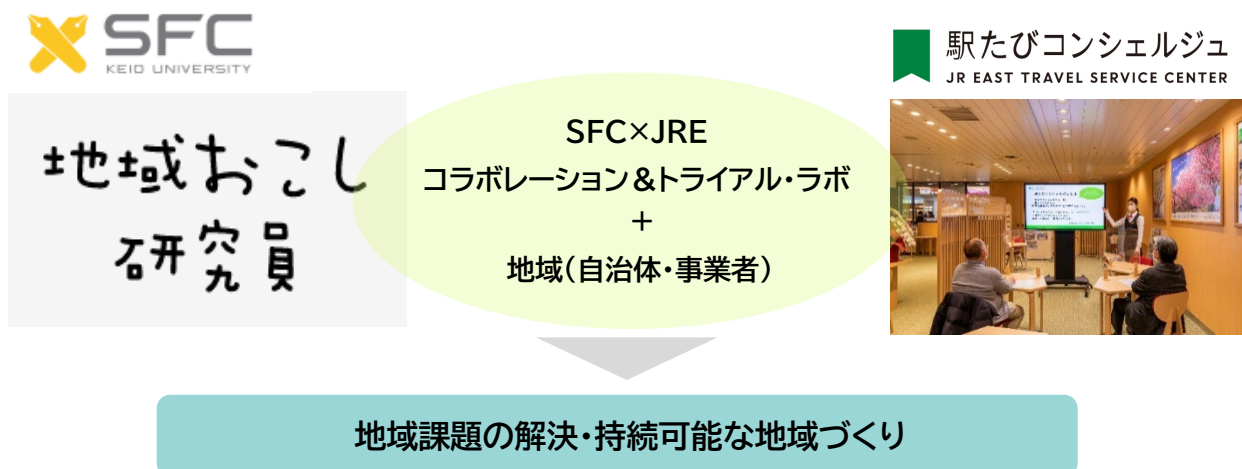 SFC
KEIO UNIVERSITY
地域おこし
研究員
SFC×JRE
コラボレーション&トライアル・ラボ
+
地域(自治体・事業者)
駅たびコンシェルジュ
JR EAST TRAVEL SERVICE CENTER
地域課題の解決・持続可能な地域づくり